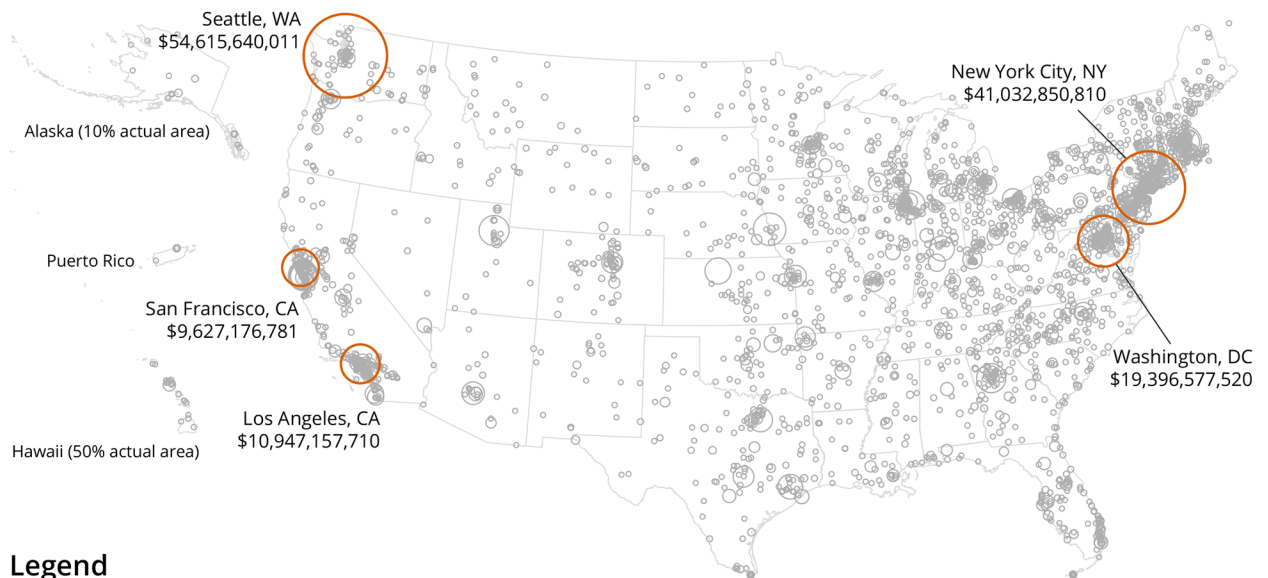 Seattle, WA
$54,615,640,011
New York City, NY
$41,032,850,810
Alaska (10% actual area)
Puerto Rico
San Francisco, CA
$9,627,176,781
Washington, DC
$19,396,577,520
Los Angeles, CA
$10,947,157,710
Hawaii (50% actual area)
Legend